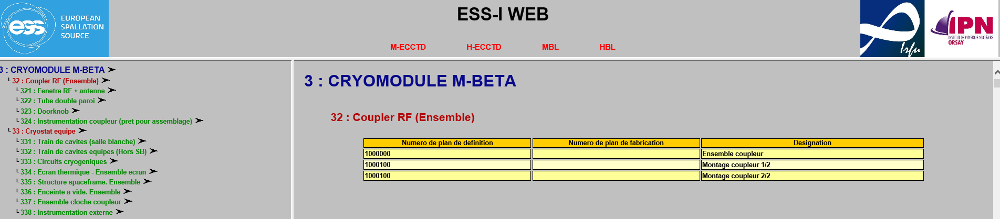 ess
EUROPEAN
SPALLATION
SOURCE
ESS-I WEB
M-ECCTD H-ECCTD MBL HBL
Irfu
IPN
INSTITUT DE PHYSIQUE NUCLÉAIRE
ORSAY
3 : CRYOMODULE M-BETA
32 : Coupler RF (Ensemble)
321 : Fenetre RF + antenne
322 : Tube double paroi
323 : Doorknob
324 : Instrumentation coupleur (pret pour assemblage)
33 : Cryostat equipe
331 : Train de cavites (salle blanche)
332 : Train de cavites equipes (Hors SB)
333 : Circuits cryogeniques
334 : Ecran thermique - Ensemble ecran
335 : Structure spaceframe. Ensemble
336 : Enceinte a vide. Ensemble
337 : Ensemble cloche coupleur
338 : Instrumentation externe
3 : CRYOMODULE M-BETA
32 : Coupler RF (Ensemble)
Numero de plan de definition Numero de plan de fabrication Designation
1000000 Ensemble coupleur
1000100 Montage coupleur 1/2
1000100 Montage coupleur 2/2